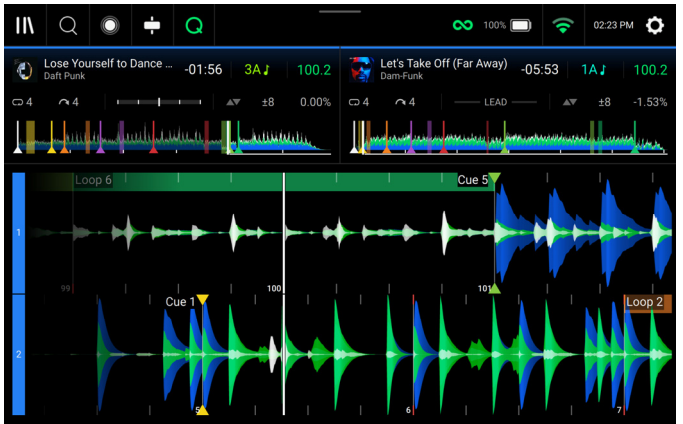 100%
02:23 PM
Lose Yourself to Dance ...
Daft Punk
-01:56
3A
100.2
Let's Take Off (Far Away)
Dam-Funk
-05:53
1A
100.2
4
4
±8
0.00%
4
4
LEAD
±8
-1.53%
Loop 6
Cue 5
1
99
100
101
Cue 1
Loop 2
2
5
6
7